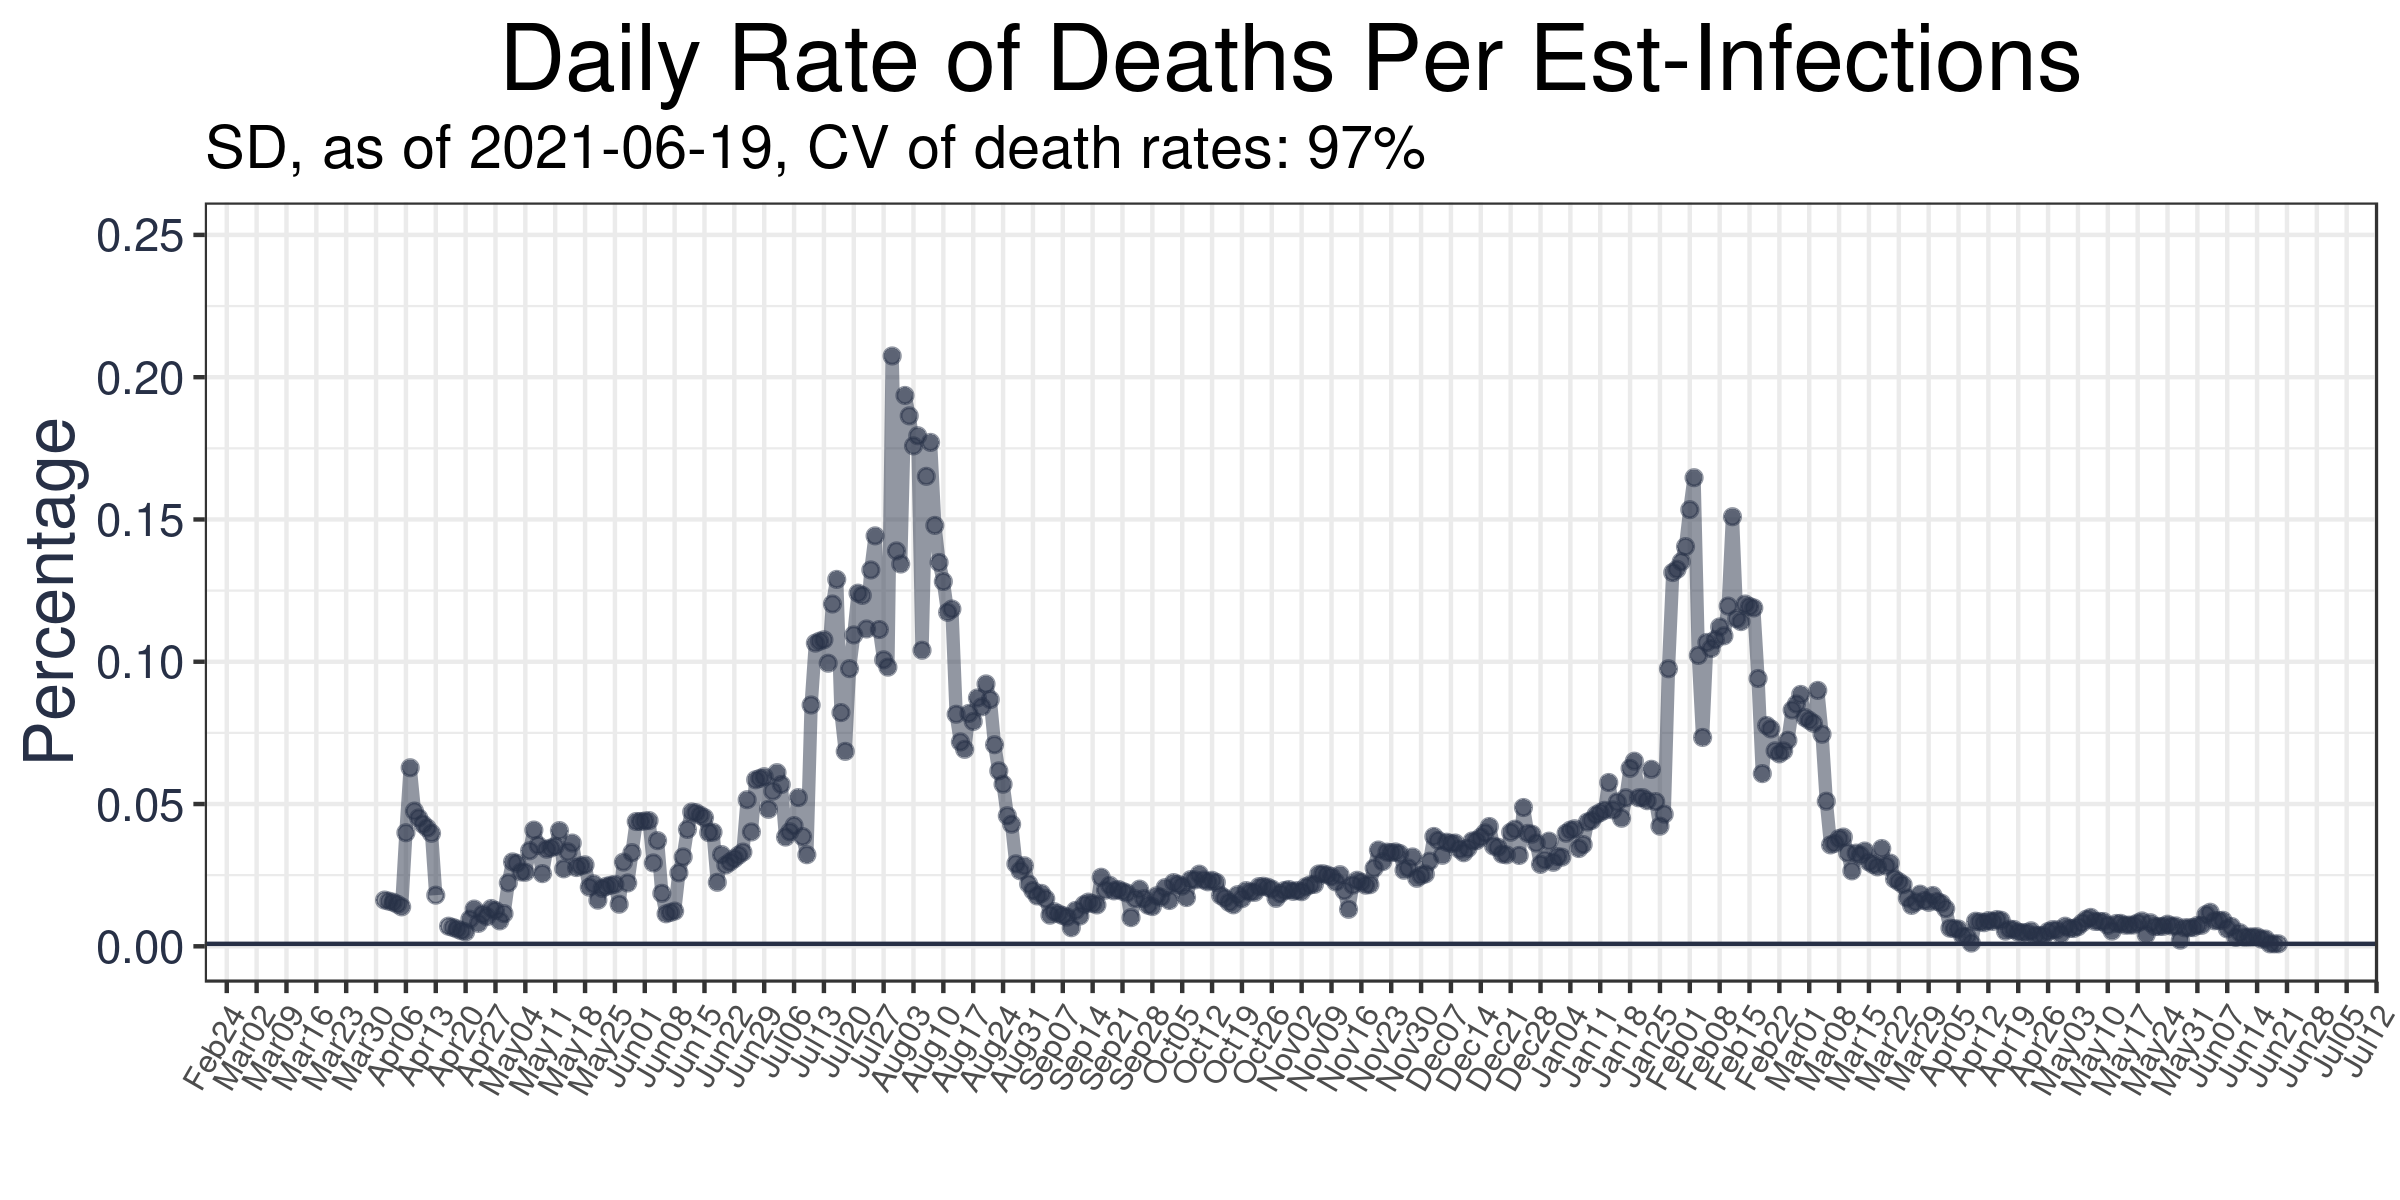 Daily Rate of Deaths Per Est-Infections
SD, as of 2021-06-19, CV of death rates: 97%
Percentage
0.25
0.20
0.15
0.10
0.05
0.00
Feb24
Mar02
Mar09
Mar16
Mar23
Mar30
Apr06
Apr13
Apr20
Apr27
May04
May11
May18
May25
Jun01
Jun08
Jun15
Jun22
Jun29
Jul06
Jul13
Jul20
Jul27
Aug03
Aug10
Aug17
Aug24
Aug31
Sep07
Sep14
Sep21
Sep28
Oct05
Oct12
Oct19
Oct26
Nov02
Nov09
Nov16
Nov23
Nov30
Dec07
Dec14
Dec21
Dec28
Jan04
Jan11
Jan18
Jan25
Feb01
Feb08
Feb15
Feb22
Mar01
Mar08
Mar15
Mar22
Mar29
Apr05
Apr12
Apr19
Apr26
May03
May10
May17
May24
May31
Jun07
Jun14
Jun21
Jun28
Jul05
Jul12